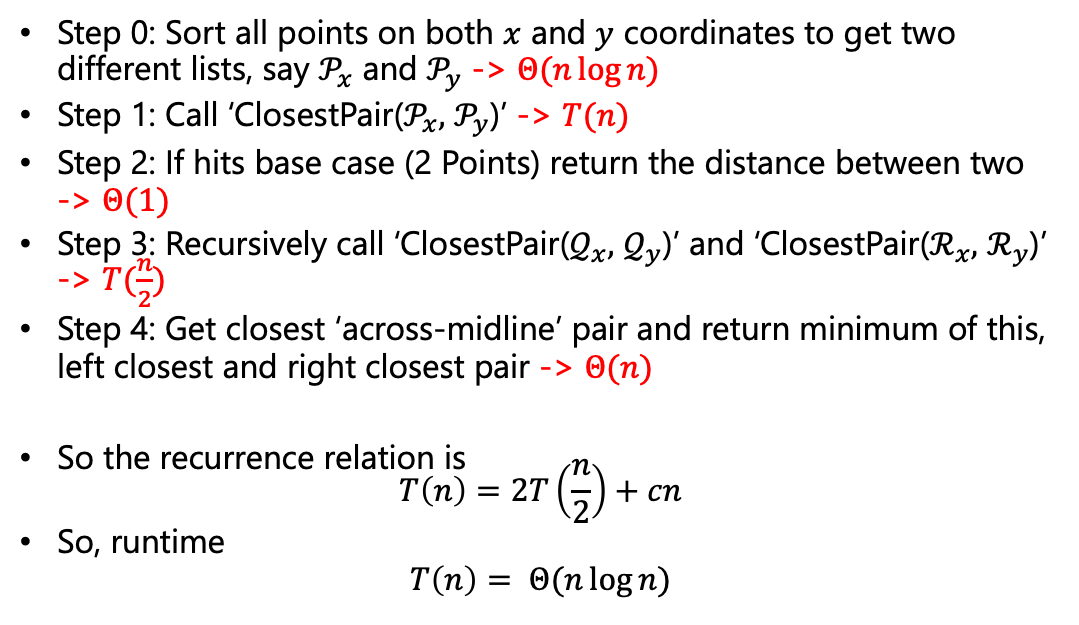 • Step 0: Sort all points on both 𝑥 and 𝑦 coordinates to get two
different lists, say 𝒫ₓ and 𝒫_y -> Θ(𝑛 log 𝑛)
• Step 1: Call ‘ClosestPair(𝒫ₓ, 𝒫_y)’ -> 𝑇(𝑛)
• Step 2: If hits base case (2 Points) return the distance between two
-> Θ(1)
• Step 3: Recursively call ‘ClosestPair(𝒬ₓ, 𝒬_y)’ and ‘ClosestPair(ℛₓ, ℛ_y)’
-> 𝑇(𝑛/2)
• Step 4: Get closest ‘across-midline’ pair and return minimum of this,
left closest and right closest pair -> Θ(𝑛)
• So the recurrence relation is
𝑇(𝑛) = 2𝑇(𝑛/2) + 𝑐𝑛
• So, runtime
𝑇(𝑛) = Θ(𝑛 log 𝑛)